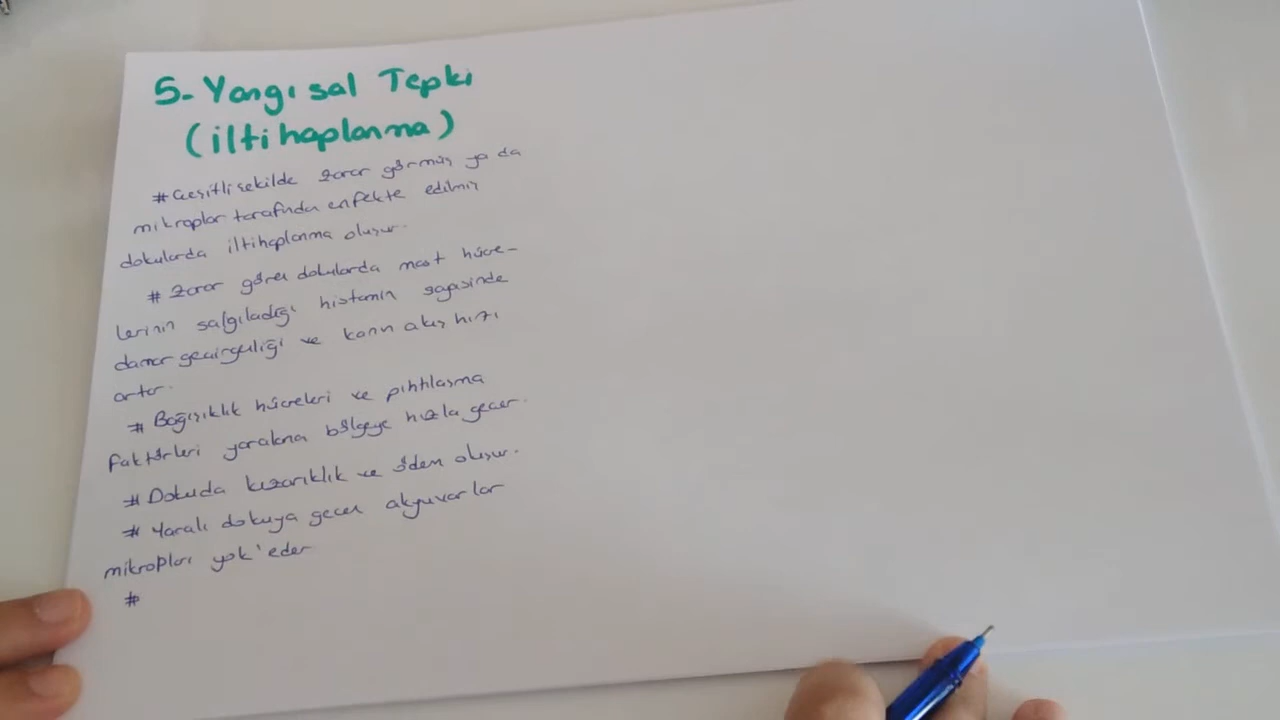 5- Yangısal Tepki
(iltihaplanma)
# Çeşitli şekilde zarar görmüş ya da
mikroplar tarafından enfekte edilmiş
dokularda iltihaplanma oluşur.
# Zarar gören dokularda mast hücre-
lerinin salgıladığı histamin sayesinde
damar geçirgenliği ve kanın akış hızı
artar.
# Bağışıklık hücreleri ve pıhtılaşma
faktörleri yaralana bölgeye hızla geçer.
# Dokuda kızarıklık ve ödem oluşur.
# Yaralı dokuya geçen akyuvarlar
mikropları yok eder
#